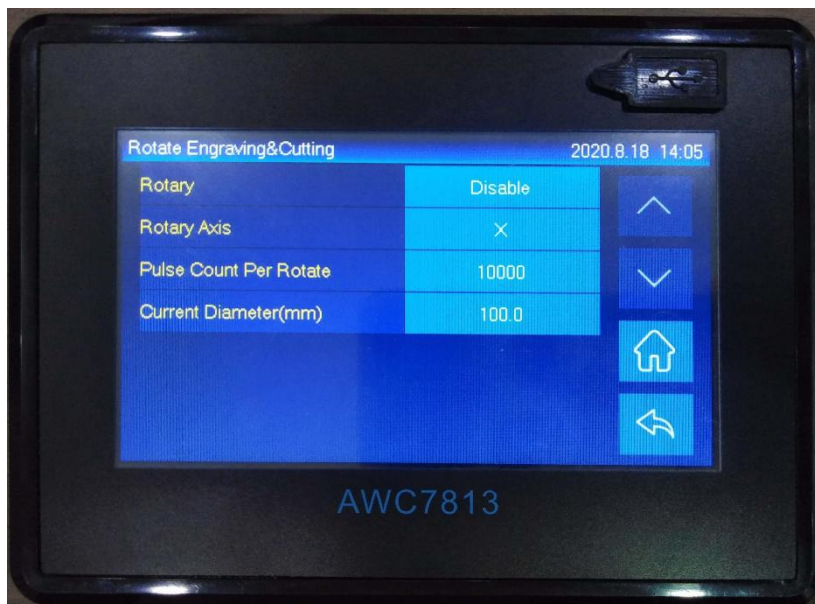 Rotate Engraving&Cutting 2020.8.18 14:05
Rotary Disable
Rotary Axis X
Pulse Count Per Rotate 10000
Current Diameter(mm) 100.0
AWC7813